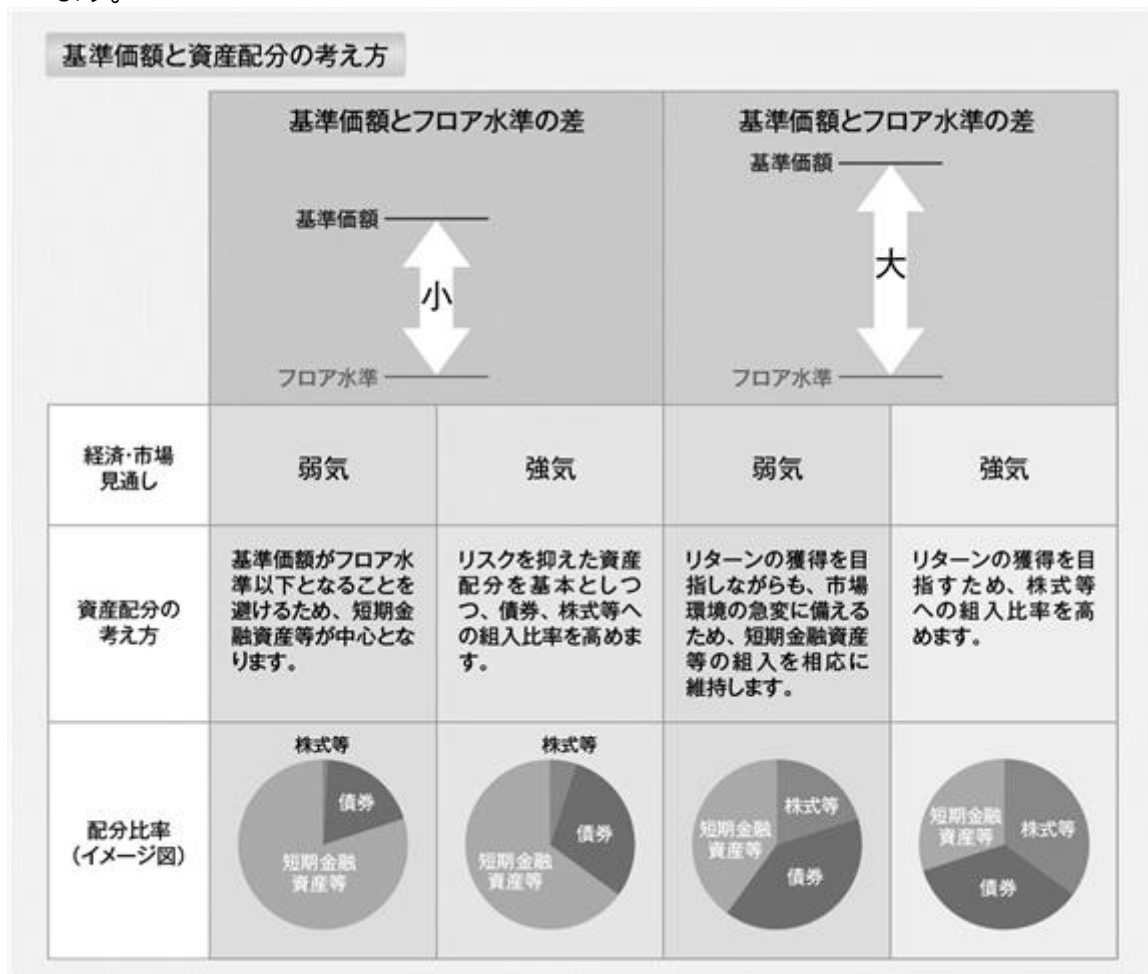 ます。
基準価額と資産配分の考え方
基準価額とフロア水準の差
基準価額
小
フロア水準
基準価額とフロア水準の差
基準価額
大
フロア水準
経済・市場
見通し
弱気
強気
弱気
強気
資産配分の
考え方
基準価額がフロア水
準以下となることを
避けるため、短期金
融資産等が中心とな
ります。
リスクを抑えた資産
配分を基本としつ
つ、債券、株式等へ
の組入比率を高めま
す。
リターンの獲得を目
指しながらも、市場
環境の急変に備える
ため、短期金融資産
等の組入を相応に
維持します。
リターンの獲得を目
指すため、株式等
への組入比率を高
めます。
配分比率
(イメージ図)
株式等
債券
短期金融
資産等
株式等
債券
短期金融
資産等
株式等
短期金融
資産等
債券
短期金融
資産等
株式等
債券